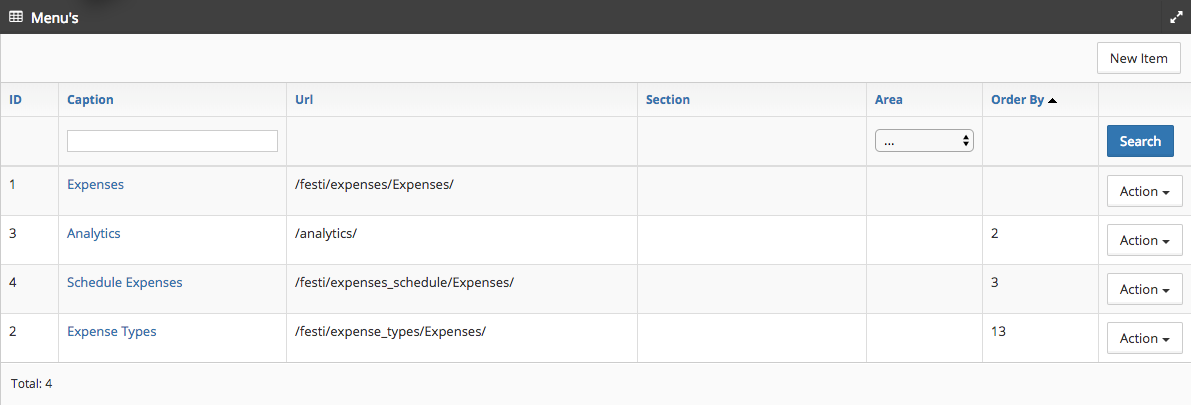 Menu's
New Item
ID Caption Url Section Area Order By
... Search
1 Expenses /festi/expenses/Expenses/ Action
3 Analytics /analytics/ 2 Action
4 Schedule Expenses /festi/expenses_schedule/Expenses/ 3 Action
2 Expense Types /festi/expense_types/Expenses/ 13 Action
Total: 4